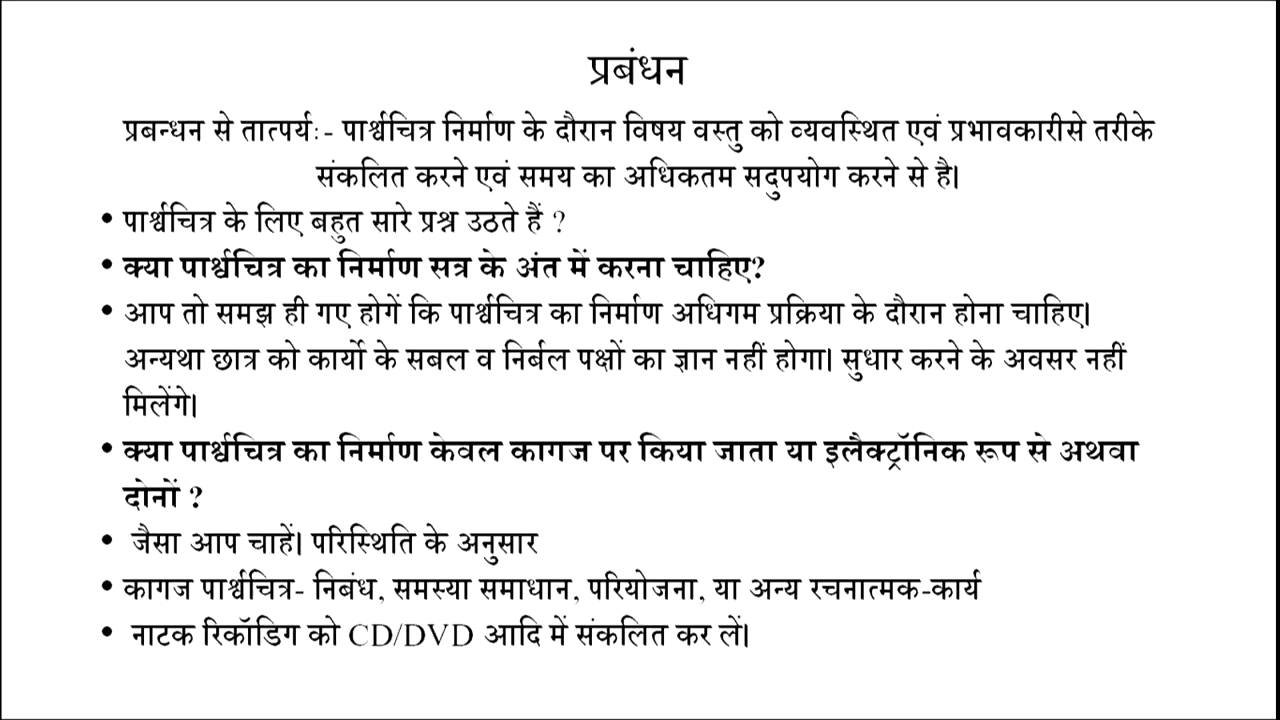 प्रबंधन
प्रबन्धन से तात्पर्यः- पार्श्वचित्र निर्माण के दौरान विषय वस्तु को व्यवस्थित एवं प्रभावकारीसे तरीके
संकलित करने एवं समय का अधिकतम सदुपयोग करने से है।
• पार्श्वचित्र के लिए बहुत सारे प्रश्न उठते हैं ?
• क्या पार्श्वचित्र का निर्माण सत्र के अंत में करना चाहिए?
• आप तो समझ ही गए होगें कि पार्श्वचित्र का निर्माण अधिगम प्रक्रिया के दौरान होना चाहिए।
अन्यथा छात्र को कार्यो के सबल व निर्बल पक्षों का ज्ञान नहीं होगा। सुधार करने के अवसर नहीं
मिलेंगे।
• क्या पार्श्वचित्र का निर्माण केवल कागज पर किया जाता या इलैक्ट्रॉनिक रूप से अथवा
दोनों ?
• जैसा आप चाहें। परिस्थिति के अनुसार
• कागज पार्श्वचित्र- निबंध, समस्या समाधान, परियोजना, या अन्य रचनात्मक-कार्य
• नाटक रिकॉडिग को CD/DVD आदि में संकलित कर लें।